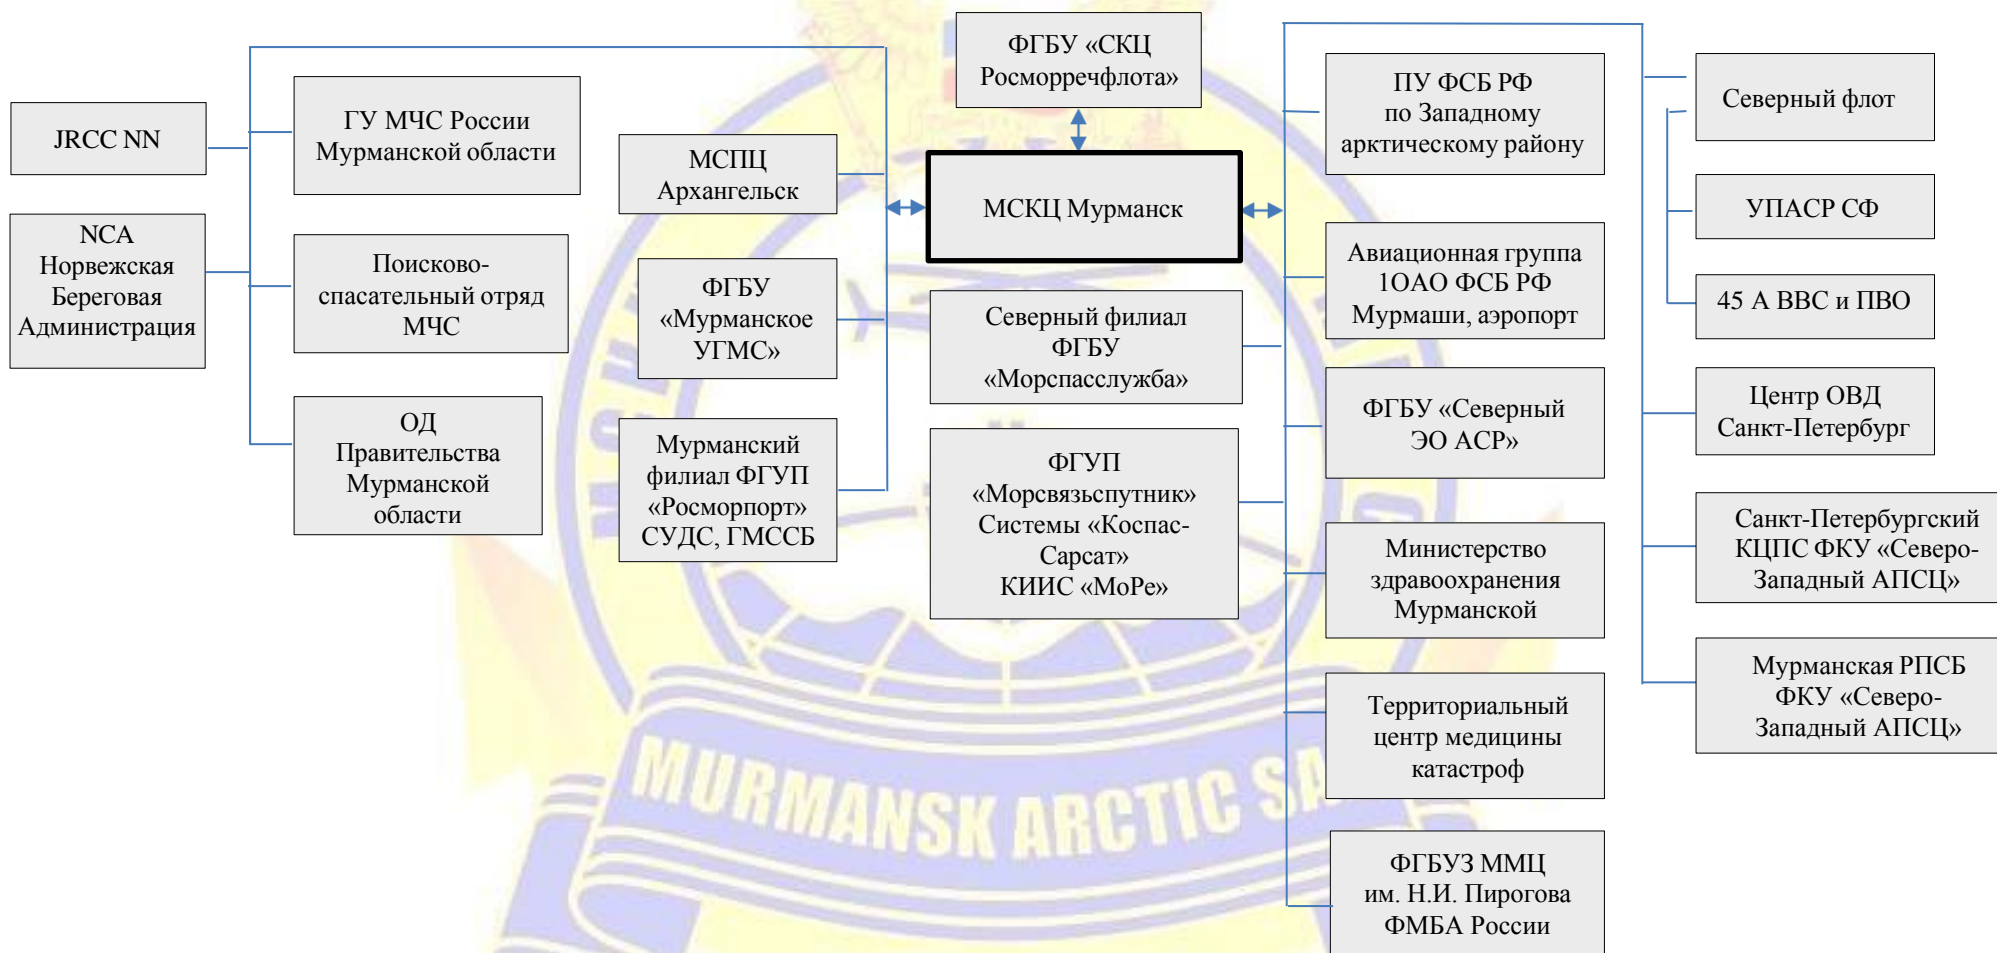 ФГБУ «СКЦ
Росморречфлота»
JRCC NN
ГУ МЧС России
Мурманской области
МСПЦ
Архангельск
МСКЦ Мурманск
ПУ ФСБ РФ
по Западному
арктическому району
Северный флот
NCA
Норвежская
Береговая
Администрация
Поисково-
спасательный отряд
МЧС
ФГБУ
«Мурманское
УГМС»
Северный филиал
ФГБУ
«Морспасслужба»
Авиационная группа
1ОАО ФСБ РФ
Мурмаши, аэропорт
УПАСР СФ
45 А ВВС и ПВО
ОД
Правительства
Мурманской
области
Мурманский
филиал ФГУП
«Росморпорт»
СУДС, ГМССБ
ФГУП
«Морсвязьспутник»
Системы «Коспас-
Сарсат»
КИИС «МоРе»
ФГБУ «Северный
ЭО АСР»
Центр ОВД
Санкт-Петербург
Министерство
здравоохранения
Мурманской
Санкт-Петербургский
КЦПС ФКУ «Северо-
Западный АПСЦ»
Территориальный
центр медицины
катастроф
Мурманская РПСБ
ФКУ «Северо-
Западный АПСЦ»
ФГБУЗ ММЦ
им. Н.И. Пирогова
ФМБА России
MURMANSK ARCTIC SA